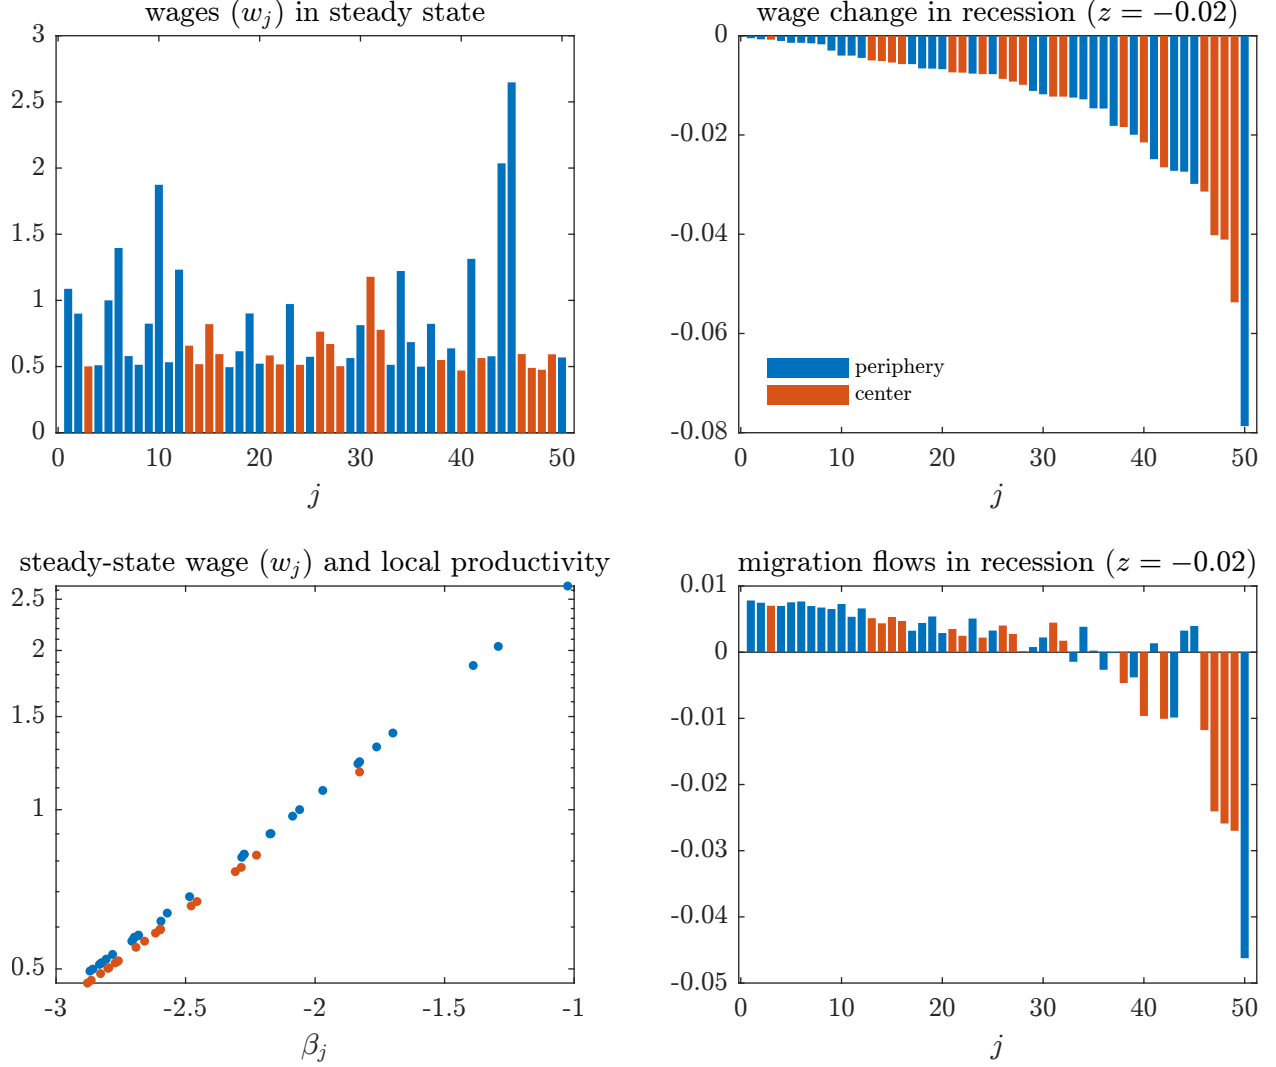 wages (w_j) in steady state
3
2.5
2
1.5
1
0.5
0
0 10 20 30 40 50
j
wage change in recession (z = −0.02)
0
-0.02
-0.04
-0.06
-0.08
periphery
center
0 10 20 30 40 50
j
steady-state wage (w_j) and local productivity
2.5
2
1.5
1
0.5
-3 -2.5 -2 -1.5 -1
β_j
migration flows in recession (z = −0.02)
0.01
0
-0.01
-0.02
-0.03
-0.04
-0.05
0 10 20 30 40 50
j